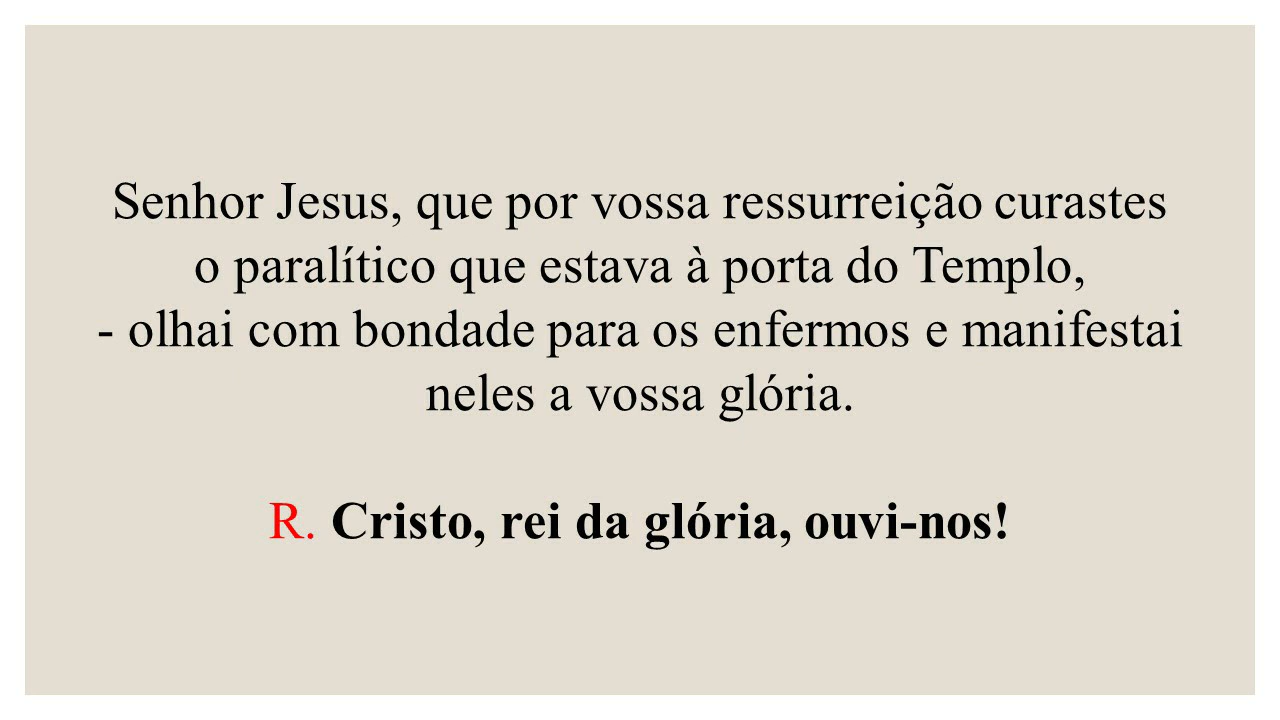 Senhor Jesus, que por vossa ressurreição curastes
o paralítico que estava à porta do Templo,
- olhai com bondade para os enfermos e manifestai
neles a vossa glória.
R. Cristo, rei da glória, ouvi-nos!